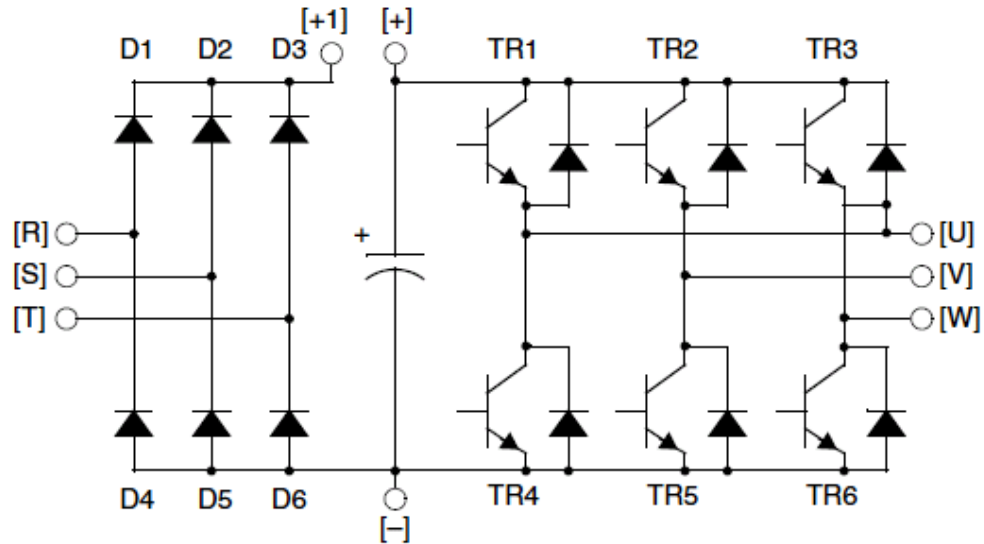 [+1] [+]
D1 D2 D3 TR1 TR2 TR3
[R] + [U]
[S] [V]
[T] [W]
D4 D5 D6 TR4 TR5 TR6
[–]